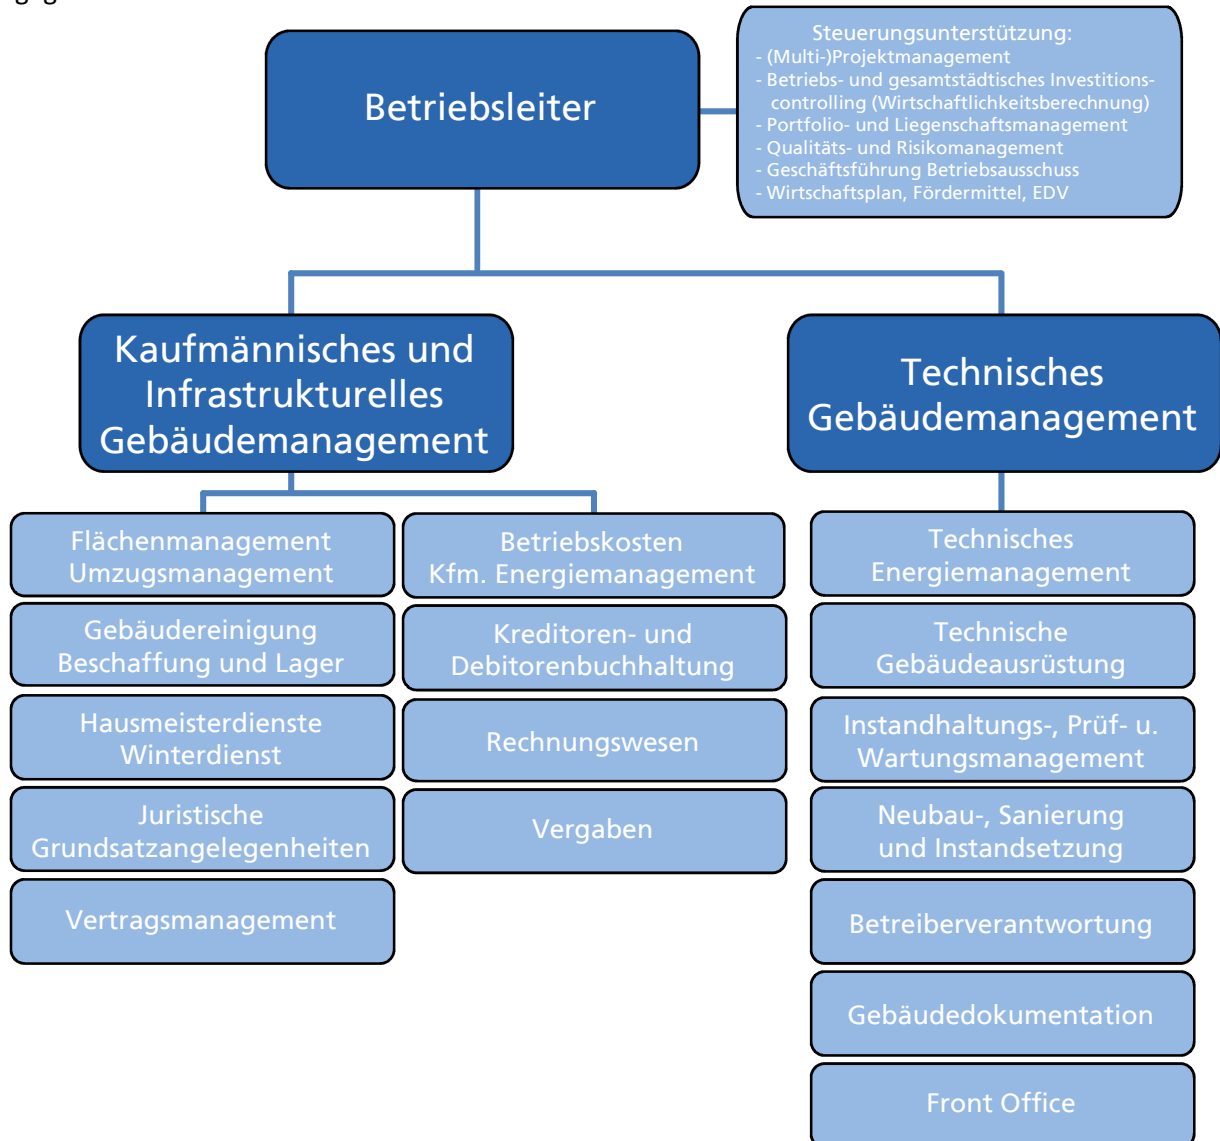 Betriebsleiter
Steuerungsunterstützung:
- (Multi-)Projektmanagement
- Betriebs- und gesamtstädtisches Investitions-
controlling (Wirtschaftlichkeitsberechnung)
- Portfolio- und Liegenschaftsmanagement
- Qualitäts- und Risikomanagement
- Geschäftsführung Betriebsausschuss
- Wirtschaftsplan, Fördermittel, EDV
Kaufmännisches und
Infrastrukturelles
Gebäudemanagement
Technisches
Gebäudemanagement
Flächenmanagement
Umzugsmanagement
Gebäudereinigung
Beschaffung und Lager
Hausmeisterdienste
Winterdienst
Juristische
Grundsatzangelegenheiten
Vertragsmanagement
Betriebskosten
Kfm. Energiemanagement
Kreditoren- und
Debitorenbuchhaltung
Rechnungswesen
Vergaben
Technisches
Energiemanagement
Technische
Gebäudeausrüstung
Instandhaltungs-, Prüf- u.
Wartungsmanagement
Neubau-, Sanierung
und Instandsetzung
Betreiberverantwortung
Gebäudedokumentation
Front Office